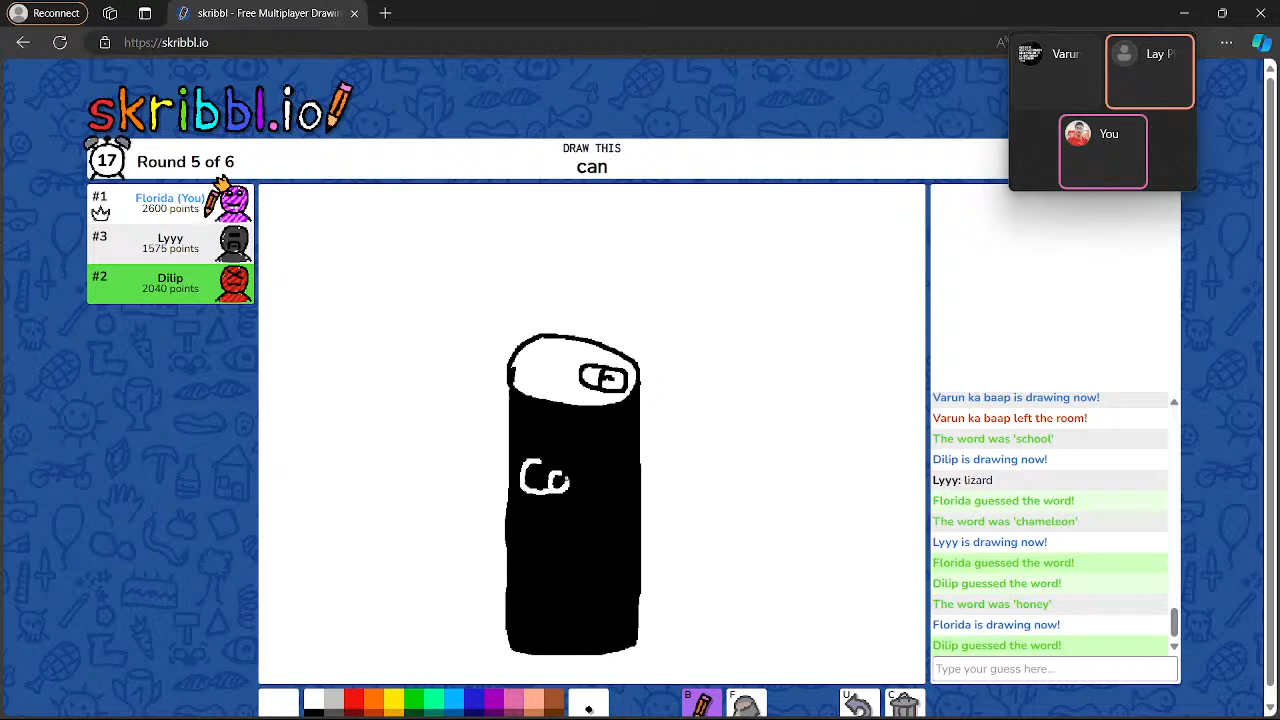 Reconnect
skribbl - Free Multiplayer Drawin
https://skribbl.io
Varun
Lay P
You
skribbl.io
17
Round 5 of 6
DRAW THIS
can
#1
Florida (You)
2600 points
#3
Lyyy
1575 points
#2
Dilip
2040 points
Co
Varun ka baap is drawing now!
Varun ka baap left the room!
The word was 'school'
Dilip is drawing now!
Lyyy: lizard
Florida guessed the word!
The word was 'chameleon'
Lyyy is drawing now!
Florida guessed the word!
Dilip guessed the word!
The word was 'honey'
Florida is drawing now!
Dilip guessed the word!
Type your guess here...
B
F
U
C